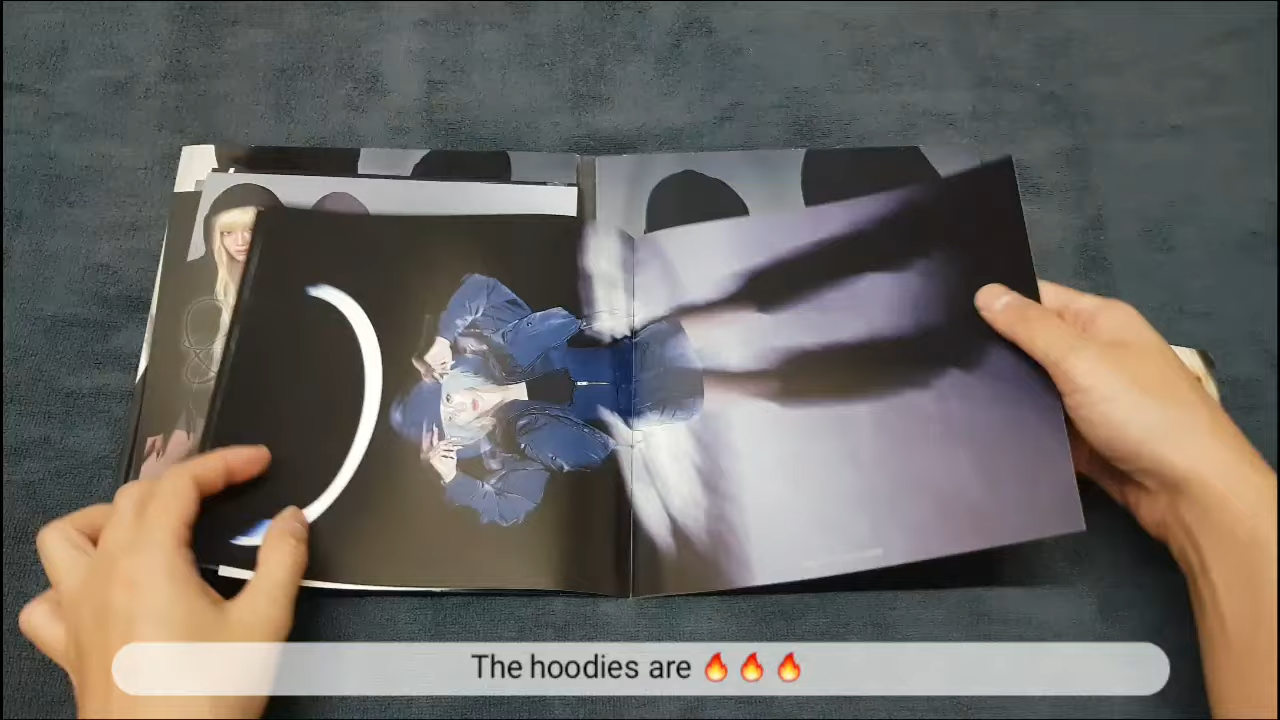 The hoodies are 🔥🔥🔥